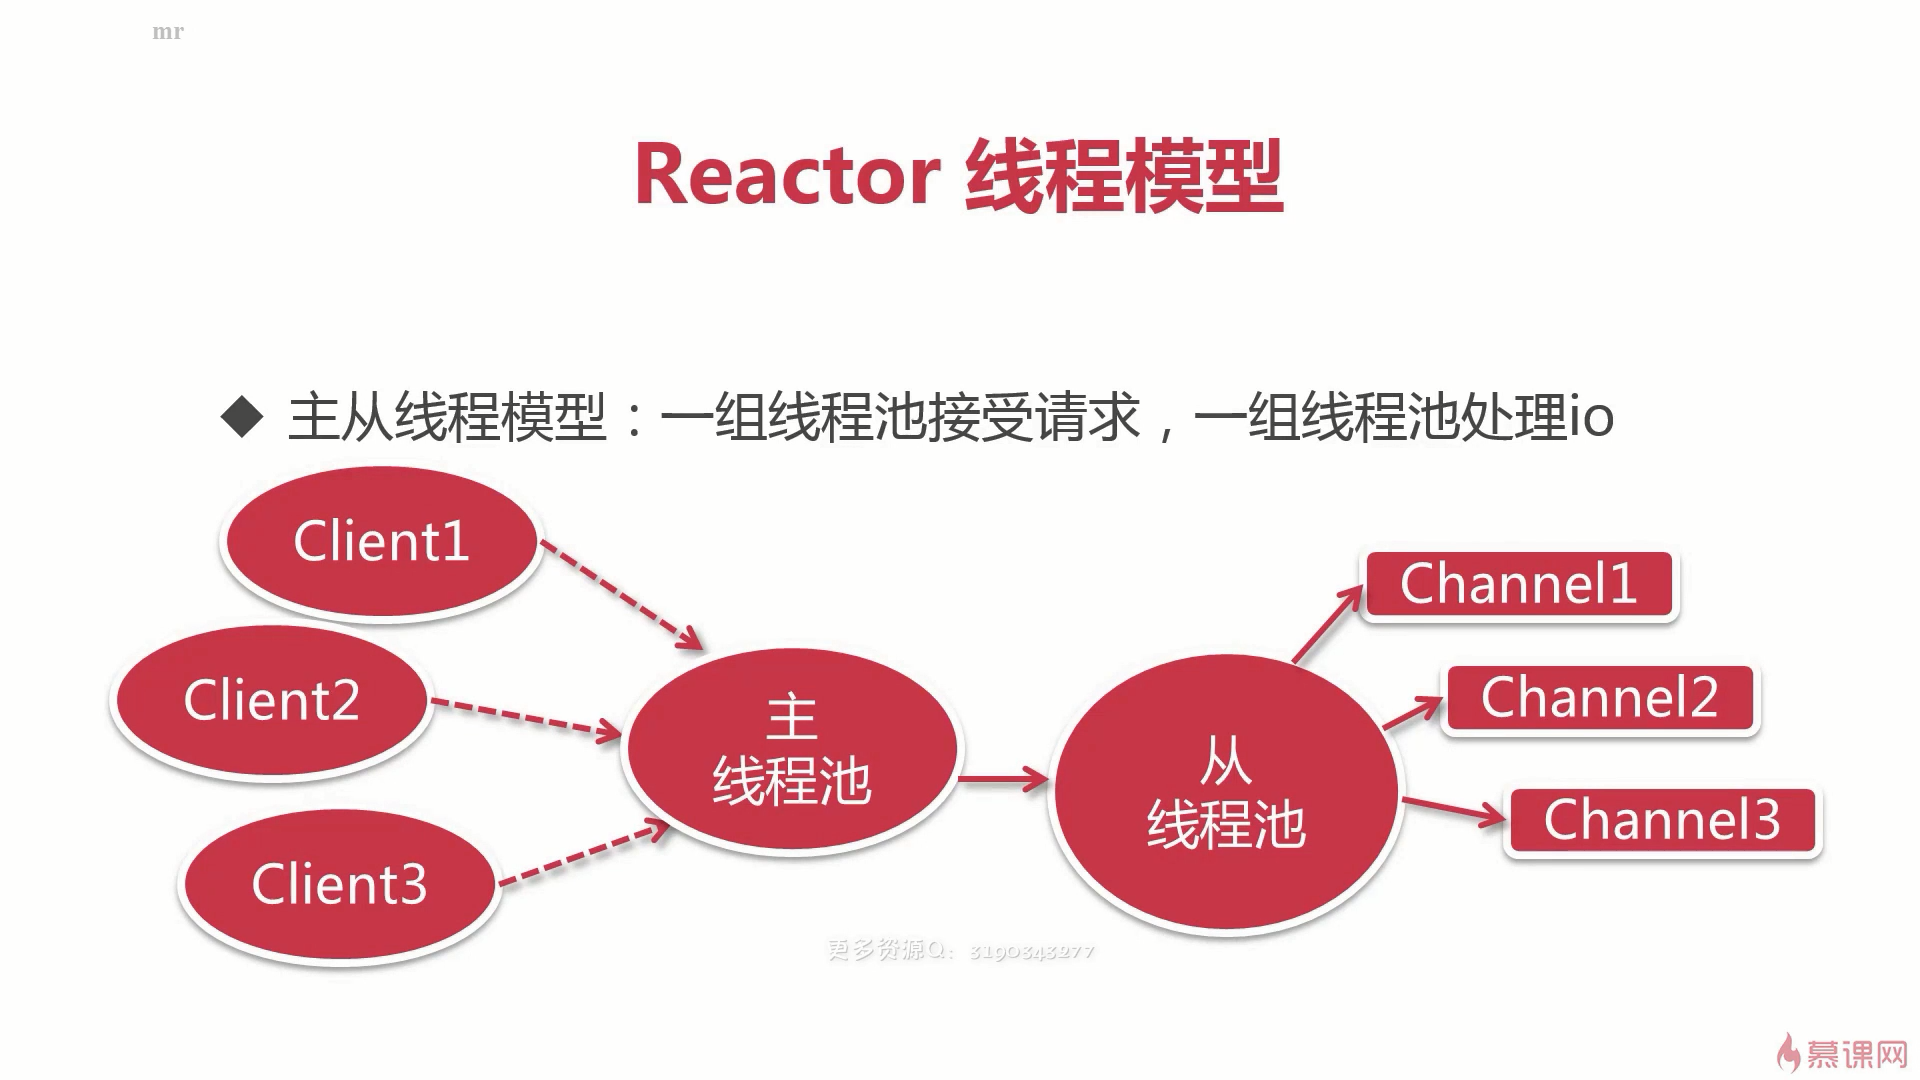 mr
Reactor 线程模型
◆ 主从线程模型：一组线程池接受请求，一组线程池处理io
Client1
Client2
Client3
主
线程池
从
线程池
Channel1
Channel2
Channel3
更多资源Q：3190343277
慕课网